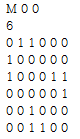 M 0 0
6
0 1 1 0 0 0
1 0 0 0 0 0
1 0 0 0 1 1
0 0 0 0 0 1
0 0 1 0 0 0
0 0 1 1 0 0